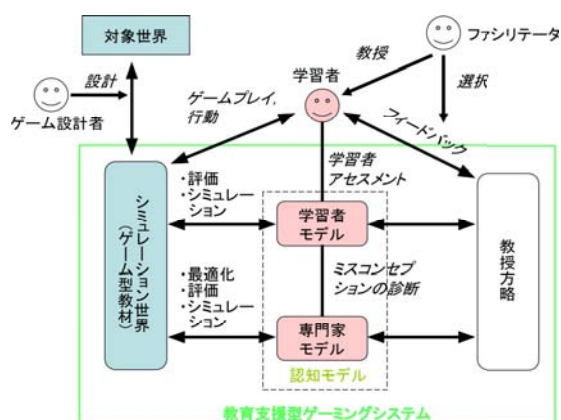 対象世界
ファシリテータ
教授
設計
学習者
選択
ゲームプレイ,
行動
ゲーム設計者
フィードバック
・評価
・シミュレー
ション
学習者
アセスメント
シミュレーション世界
(ゲーム型教材)
学習者
モデル
教授方略
・最適化
・評価
・シミュレー
ション
ミスコンセプ
ションの診断
専門家
モデル
認知モデル
教育支援型ゲーミングシステム